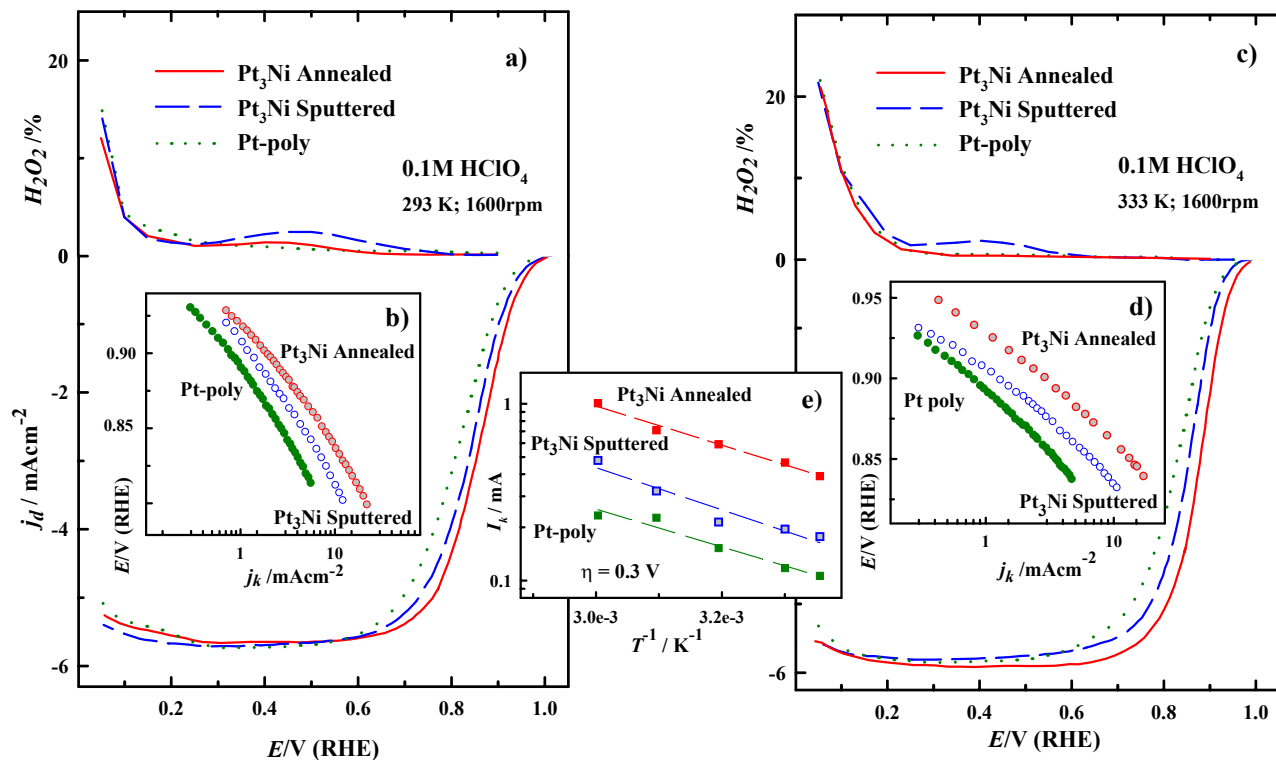 a)
20
0
-2
-4
-6
H₂O₂ /%
j_d / mAcm⁻²
Pt₃Ni Annealed
Pt₃Ni Sputtered
Pt-poly
0.1M HClO₄
293 K; 1600rpm
0.2
0.4
0.6
0.8
1.0
E/V (RHE)
b)
0.90
0.85
E/V (RHE)
Pt₃Ni Annealed
Pt-poly
Pt₃Ni Sputtered
1
10
j_k /mAcm⁻²
e)
1
0.1
I_k / mA
Pt₃Ni Annealed
Pt₃Ni Sputtered
Pt-poly
η = 0.3 V
3.0e-3
3.2e-3
T⁻¹ / K⁻¹
c)
20
0
-6
H₂O₂ /%
Pt₃Ni Annealed
Pt₃Ni Sputtered
Pt-poly
0.1M HClO₄
333 K; 1600rpm
0.2
0.4
0.6
0.8
1.0
E/V (RHE)
d)
0.95
0.90
0.85
E/V (RHE)
Pt₃Ni Annealed
Pt poly
Pt₃Ni Sputtered
1
10
j_k /mAcm⁻²